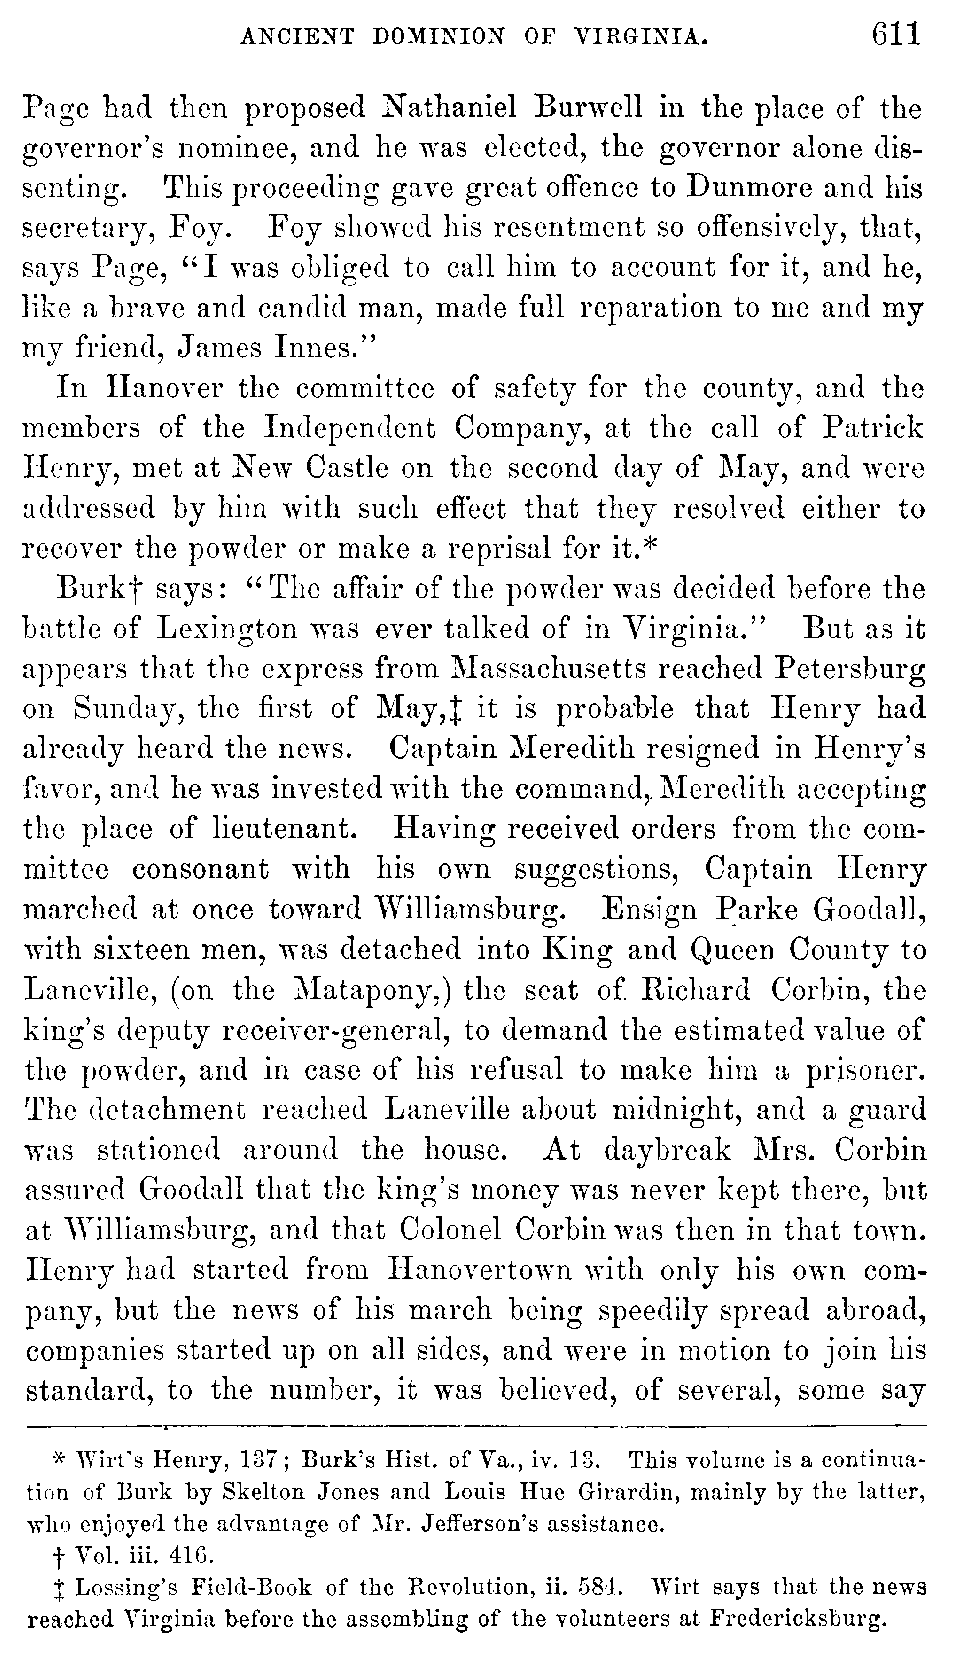 ANCIENT DOMINION OF VIRGINIA. 611
Page had then proposed Nathaniel Burwell in the place of the
governor's nominee, and he was elected, the governor alone dis-
senting. This proceeding gave great offence to Dunmore and his
secretary, Foy. Foy showed his resentment so offensively, that,
says Page, "I was obliged to call him to account for it, and he,
like a brave and candid man, made full reparation to me and my
my friend, James Innes."
In Hanover the committee of safety for the county, and the
members of the Independent Company, at the call of Patrick
Henry, met at New Castle on the second day of May, and were
addressed by him with such effect that they resolved either to
recover the powder or make a reprisal for it.*
Burk† says: "The affair of the powder was decided before the
battle of Lexington was ever talked of in Virginia." But as it
appears that the express from Massachusetts reached Petersburg
on Sunday, the first of May,‡ it is probable that Henry had
already heard the news. Captain Meredith resigned in Henry's
favor, and he was invested with the command, Meredith accepting
the place of lieutenant. Having received orders from the com-
mittee consonant with his own suggestions, Captain Henry
marched at once toward Williamsburg. Ensign Parke Goodall,
with sixteen men, was detached into King and Queen County to
Laneville, (on the Matapony,) the seat of Richard Corbin, the
king's deputy receiver-general, to demand the estimated value of
the powder, and in case of his refusal to make him a prisoner.
The detachment reached Laneville about midnight, and a guard
was stationed around the house. At daybreak Mrs. Corbin
assured Goodall that the king's money was never kept there, but
at Williamsburg, and that Colonel Corbin was then in that town.
Henry had started from Hanovertown with only his own com-
pany, but the news of his march being speedily spread abroad,
companies started up on all sides, and were in motion to join his
standard, to the number, it was believed, of several, some say
* Wirt's Henry, 137; Burk's Hist. of Va., iv. 13. This volume is a continua-
tion of Burk by Skelton Jones and Louis Hue Girardin, mainly by the latter,
who enjoyed the advantage of Mr. Jefferson's assistance.
† Vol. iii. 416.
‡ Lossing's Field-Book of the Revolution, ii. 584. Wirt says that the news
reached Virginia before the assembling of the volunteers at Fredericksburg.